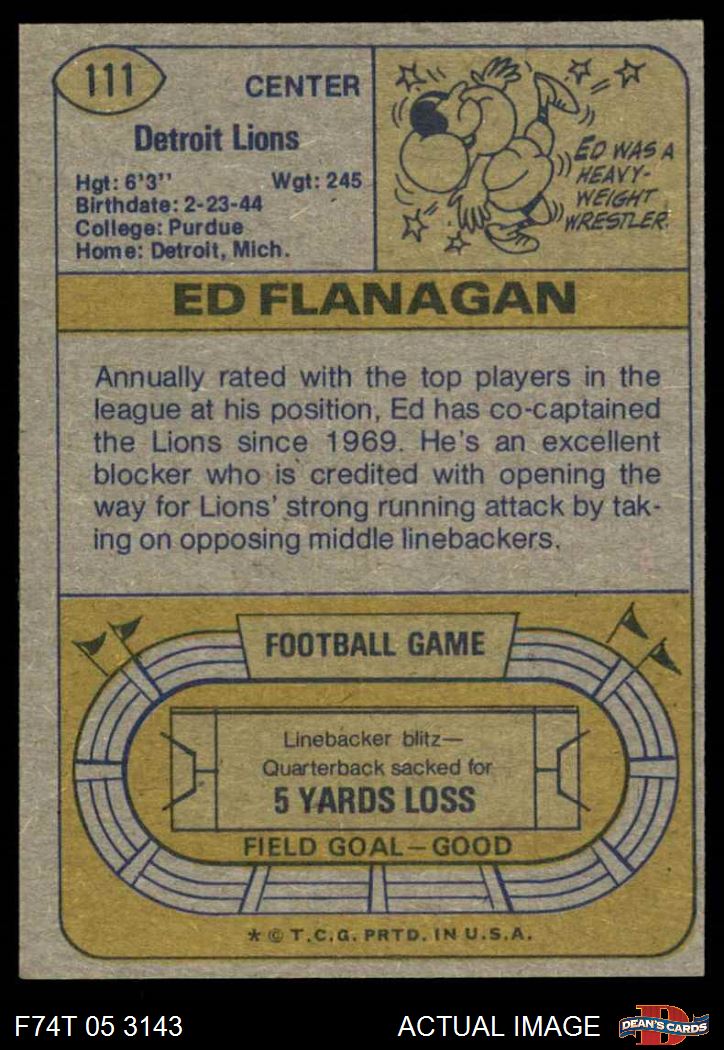 111
CENTER
Detroit Lions
Hgt: 6'3" Wgt: 245
Birthdate: 2-23-44
College: Purdue
Home: Detroit, Mich.
ED WAS A
HEAVY-
WEIGHT
WRESTLER.
ED FLANAGAN
Annually rated with the top players in the
league at his position, Ed has co-captained
the Lions since 1969. He's an excellent
blocker who is credited with opening the
way for Lions' strong running attack by tak-
ing on opposing middle linebackers.
FOOTBALL GAME
Linebacker blitz—
Quarterback sacked for
5 YARDS LOSS
FIELD GOAL—GOOD
* © T.C.G. PRTD. IN U.S.A.
F74T 05 3143 ACTUAL IMAGE
D
DEAN'S CARDS